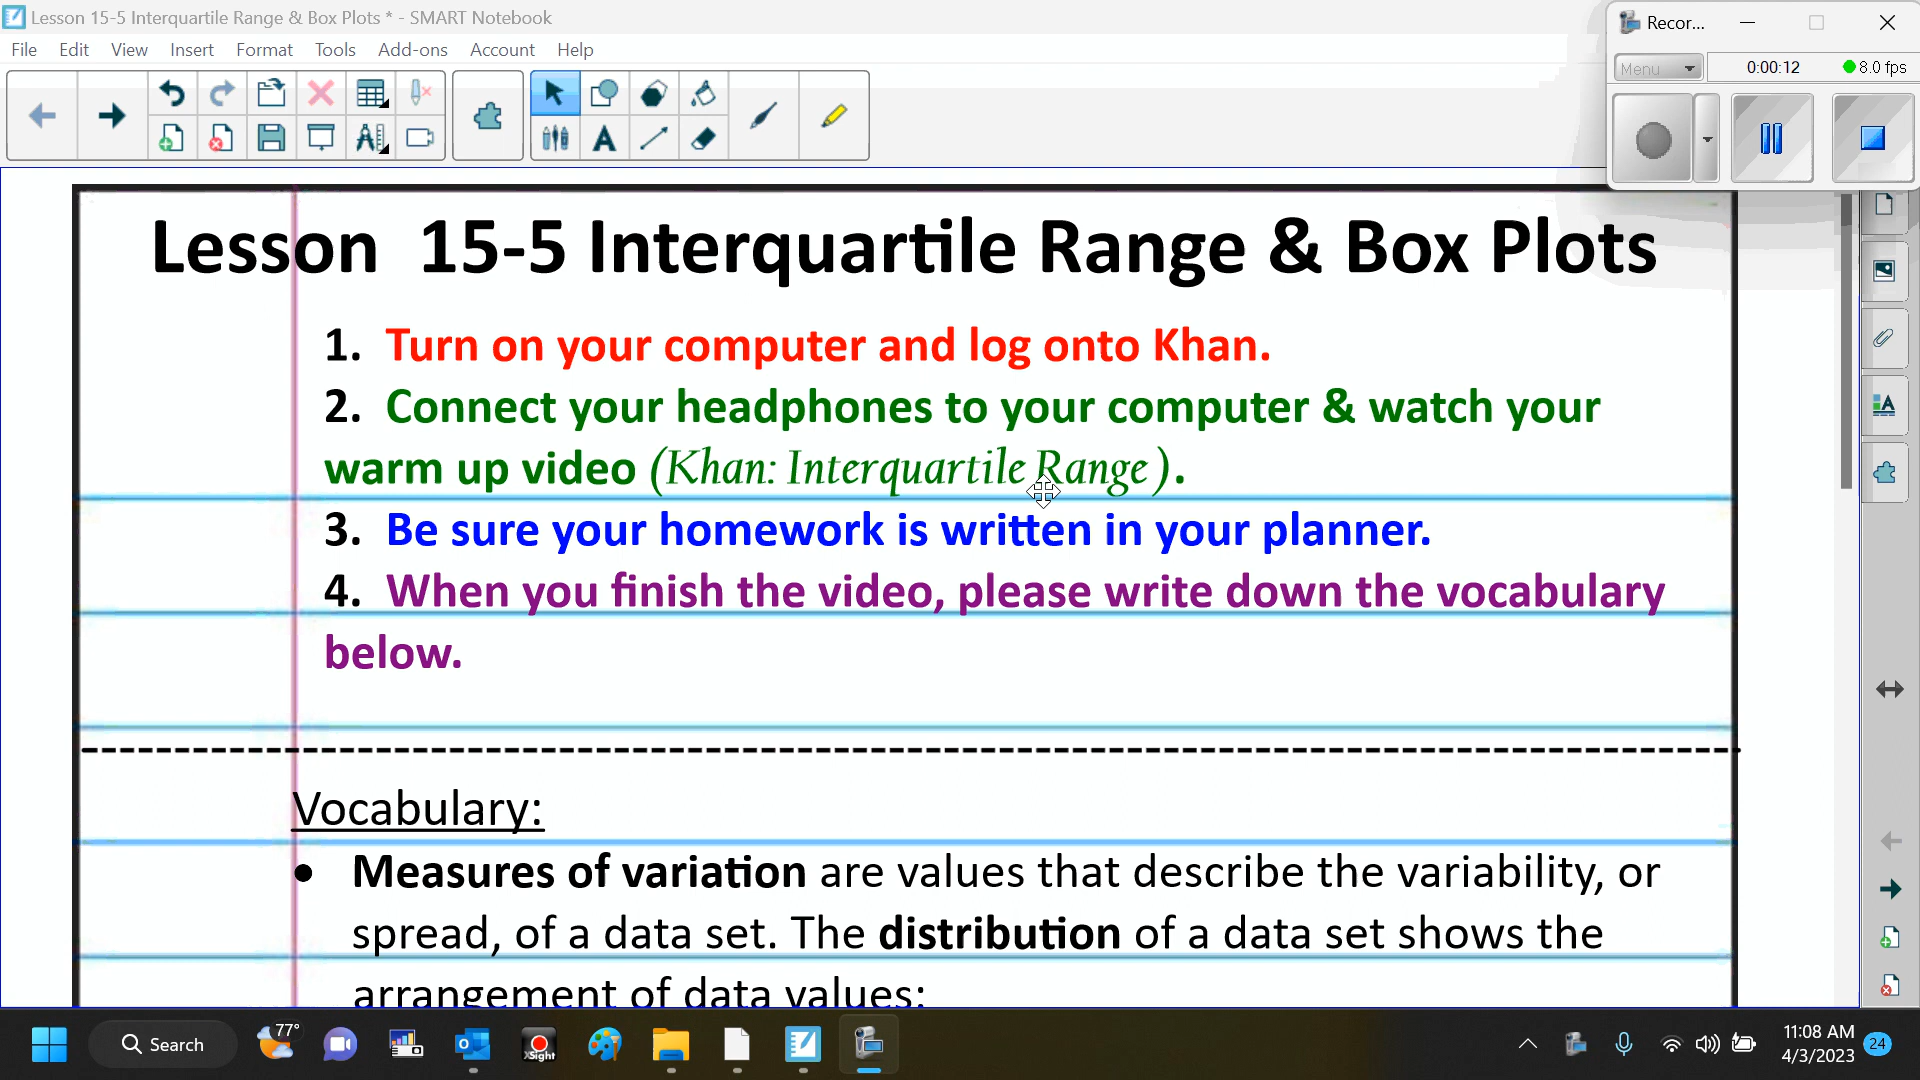 Lesson 15-5 Interquartile Range & Box Plots * - SMART Notebook
Recor...
File Edit View Insert Format Tools Add-ons Account Help
Menu 0:00:12 8.0 fps
Lesson 15-5 Interquartile Range & Box Plots
1. Turn on your computer and log onto Khan.
2. Connect your headphones to your computer & watch your
warm up video (Khan: Interquartile Range ).
3. Be sure your homework is written in your planner.
4. When you finish the video, please write down the vocabulary
below.
Vocabulary:
• Measures of variation are values that describe the variability, or
spread, of a data set. The distribution of a data set shows the
arrangement of data values:
77°
Search
XSight
11:08 AM
4/3/2023
24